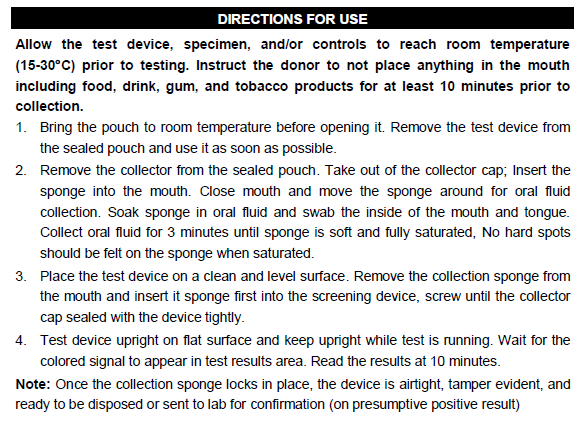 DIRECTIONS FOR USE
Allow the test device, specimen, and/or controls to reach room temperature
(15-30°C) prior to testing. Instruct the donor to not place anything in the mouth
including food, drink, gum, and tobacco products for at least 10 minutes prior to
collection.
1. Bring the pouch to room temperature before opening it. Remove the test device from
the sealed pouch and use it as soon as possible.
2. Remove the collector from the sealed pouch. Take out of the collector cap; Insert the
sponge into the mouth. Close mouth and move the sponge around for oral fluid
collection. Soak sponge in oral fluid and swab the inside of the mouth and tongue.
Collect oral fluid for 3 minutes until sponge is soft and fully saturated, No hard spots
should be felt on the sponge when saturated.
3. Place the test device on a clean and level surface. Remove the collection sponge from
the mouth and insert it sponge first into the screening device, screw until the collector
cap sealed with the device tightly.
4. Test device upright on flat surface and keep upright while test is running. Wait for the
colored signal to appear in test results area. Read the results at 10 minutes.
Note: Once the collection sponge locks in place, the device is airtight, tamper evident, and
ready to be disposed or sent to lab for confirmation (on presumptive positive result)